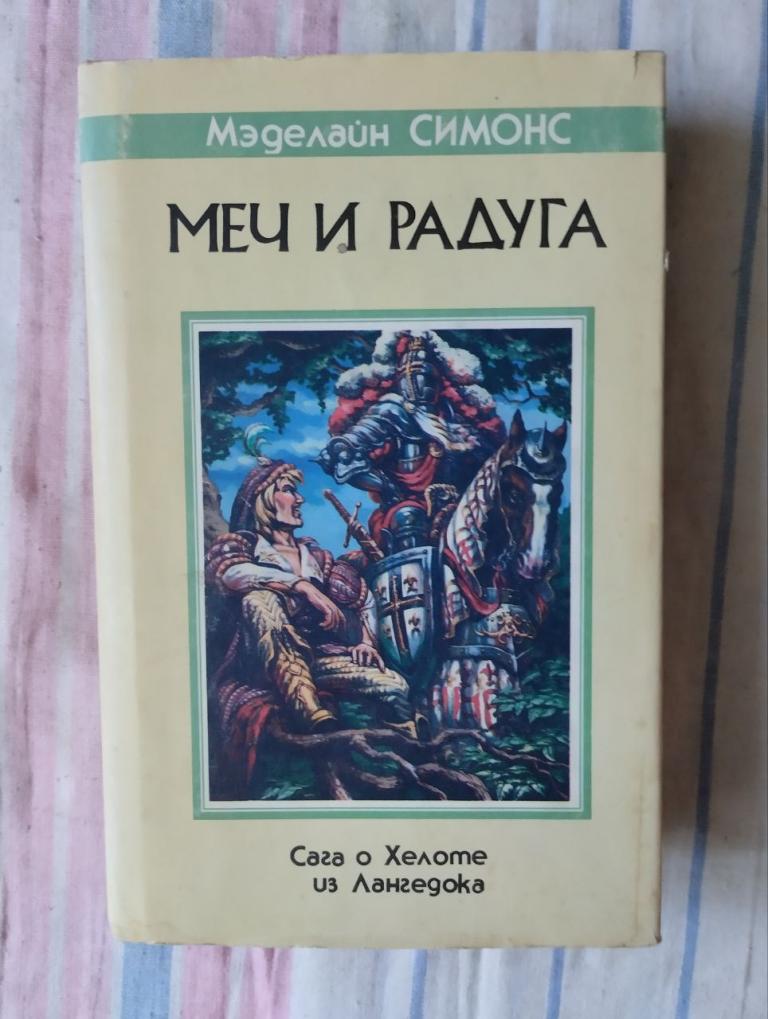 Мэделайн СИМОНС
МЕЧ И РАДУГА
Сага о Хелоте
из Лангедока